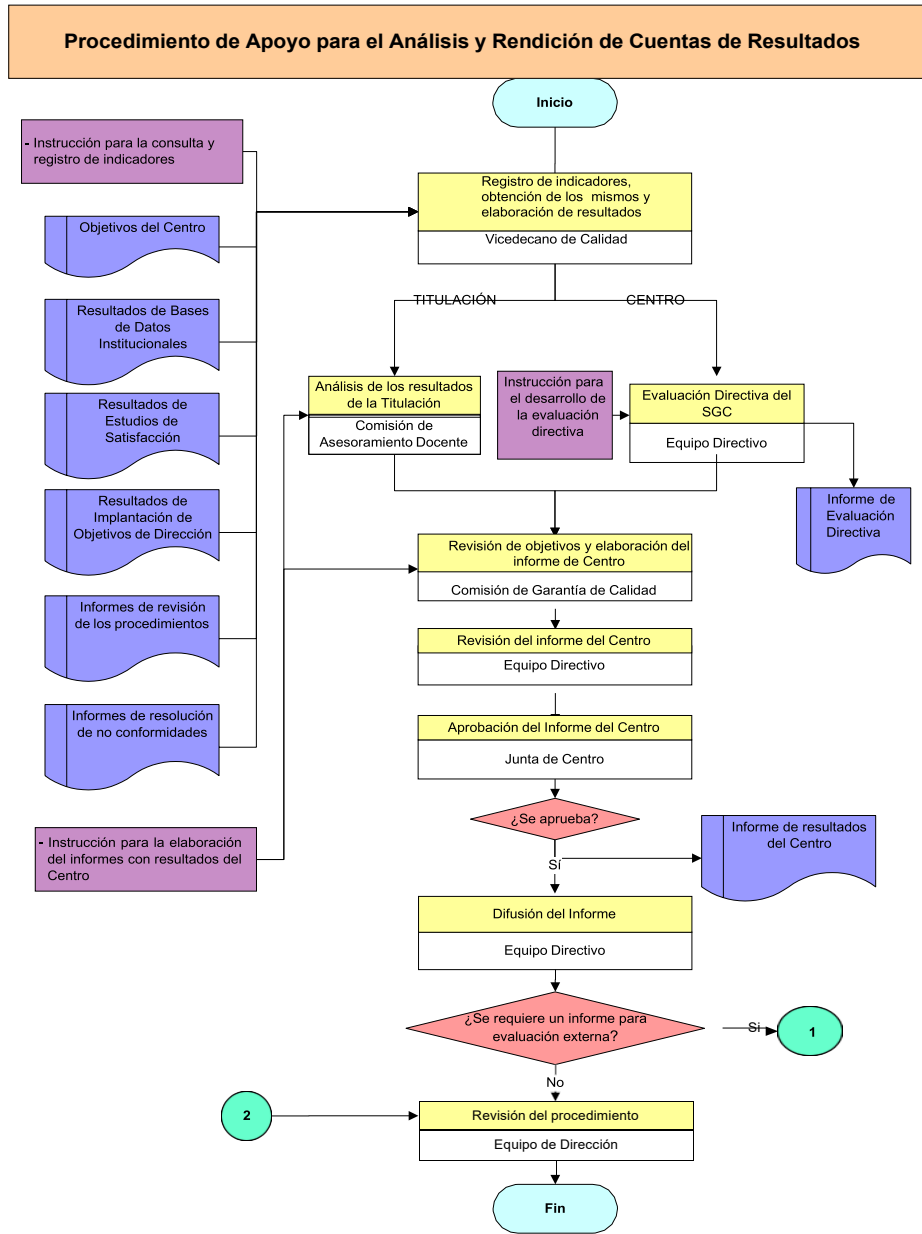 Procedimiento de Apoyo para el Análisis y Rendición de Cuentas de Resultados
Inicio
- Instrucción para la consulta y
registro de indicadores
Registro de indicadores,
obtención de los mismos y
elaboración de resultados
Vicedecano de Calidad
Objetivos del Centro
Resultados de Bases
de Datos
Institucionales
TITULACIÓN
CENTRO
Análisis de los resultados
de la Titulación
Comisión de
Asesoramiento Docente
Instrucción para
el desarrollo de
la evaluación
directiva
Evaluación Directiva del
SGC
Equipo Directivo
Resultados de
Estudios de
Satisfacción
Informe de
Evaluación
Directiva
Resultados de
Implantación de
Objetivos de Dirección
Revisión de objetivos y elaboración del
informe de Centro
Comisión de Garantía de Calidad
Informes de revisión
de los procedimientos
Revisión del informe del Centro
Equipo Directivo
Informes de resolución
de no conformidades
Aprobación del Informe del Centro
Junta de Centro
¿Se aprueba?
Informe de resultados
del Centro
- Instrucción para la elaboración
del informes con resultados del
Centro
Sí
Difusión del Informe
Equipo Directivo
¿Se requiere un informe para
evaluación externa?
Si
1
No
2
Revisión del procedimiento
Equipo de Dirección
Fin